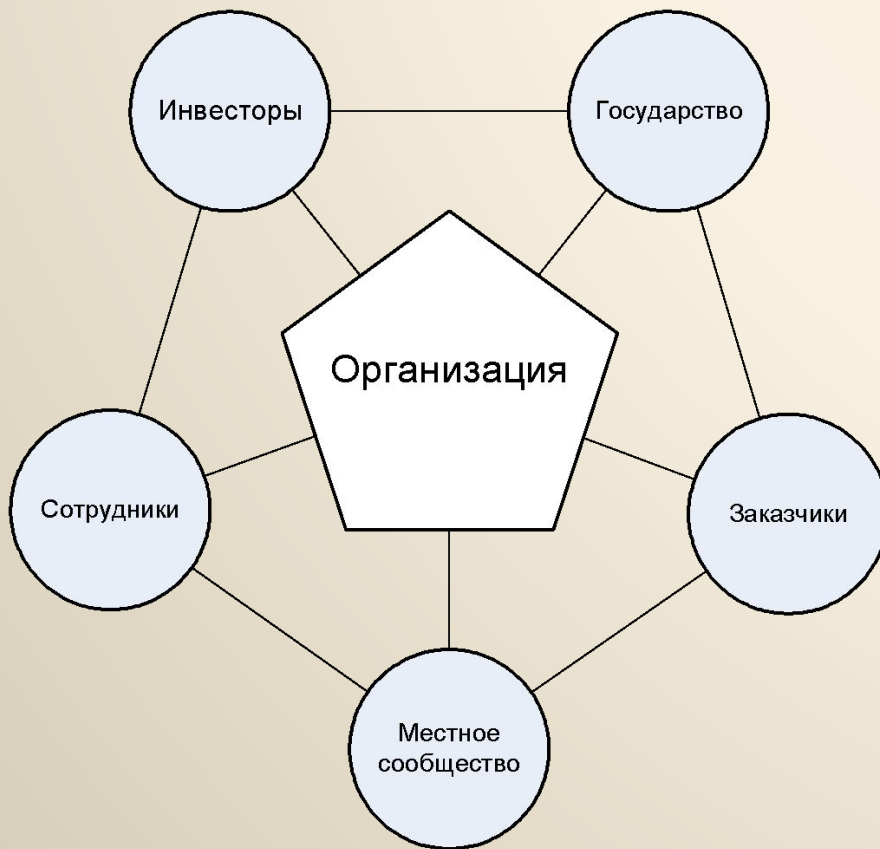 Инвесторы
Государство
Организация
Сотрудники
Заказчики
Местное
сообщество